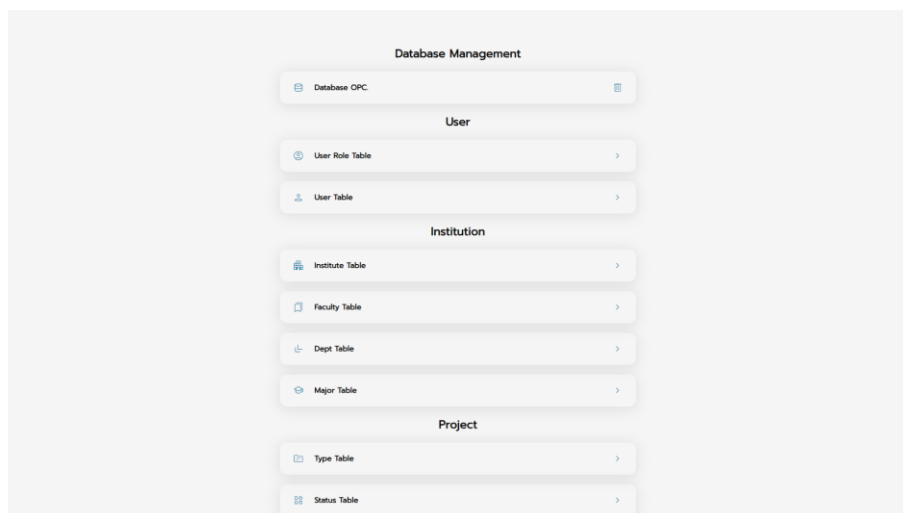 Database Management
Database OPC.
User
User Role Table
User Table
Institution
Institute Table
Faculty Table
Dept Table
Major Table
Project
Type Table
Status Table